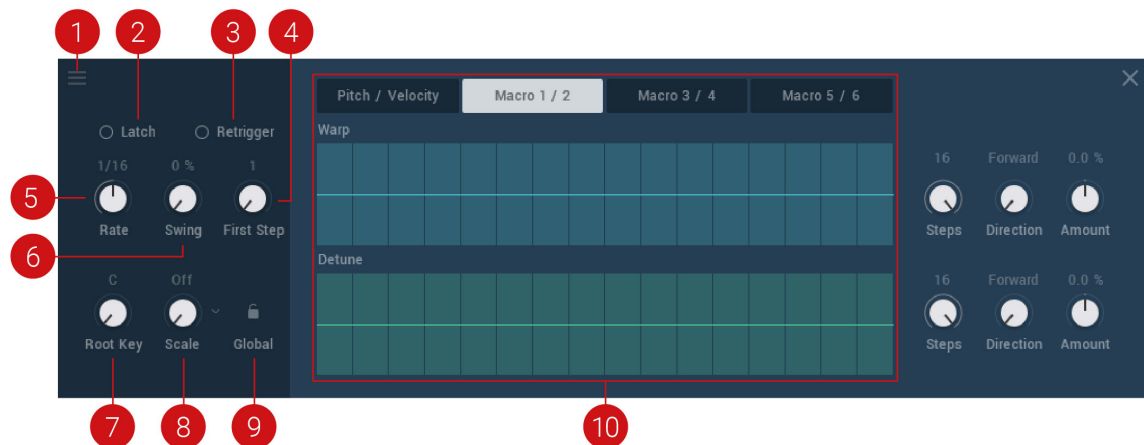 1
2
3
4
Pitch / Velocity
Macro 1 / 2
Macro 3 / 4
Macro 5 / 6
Latch
Retrigger
Warp
1/16
0 %
1
16
Forward
0.0 %
5
Rate
Swing
First Step
Steps
Direction
Amount
6
Detune
C
Off
16
Forward
0.0 %
Root Key
Scale
Global
Steps
Direction
Amount
7
8
9
10